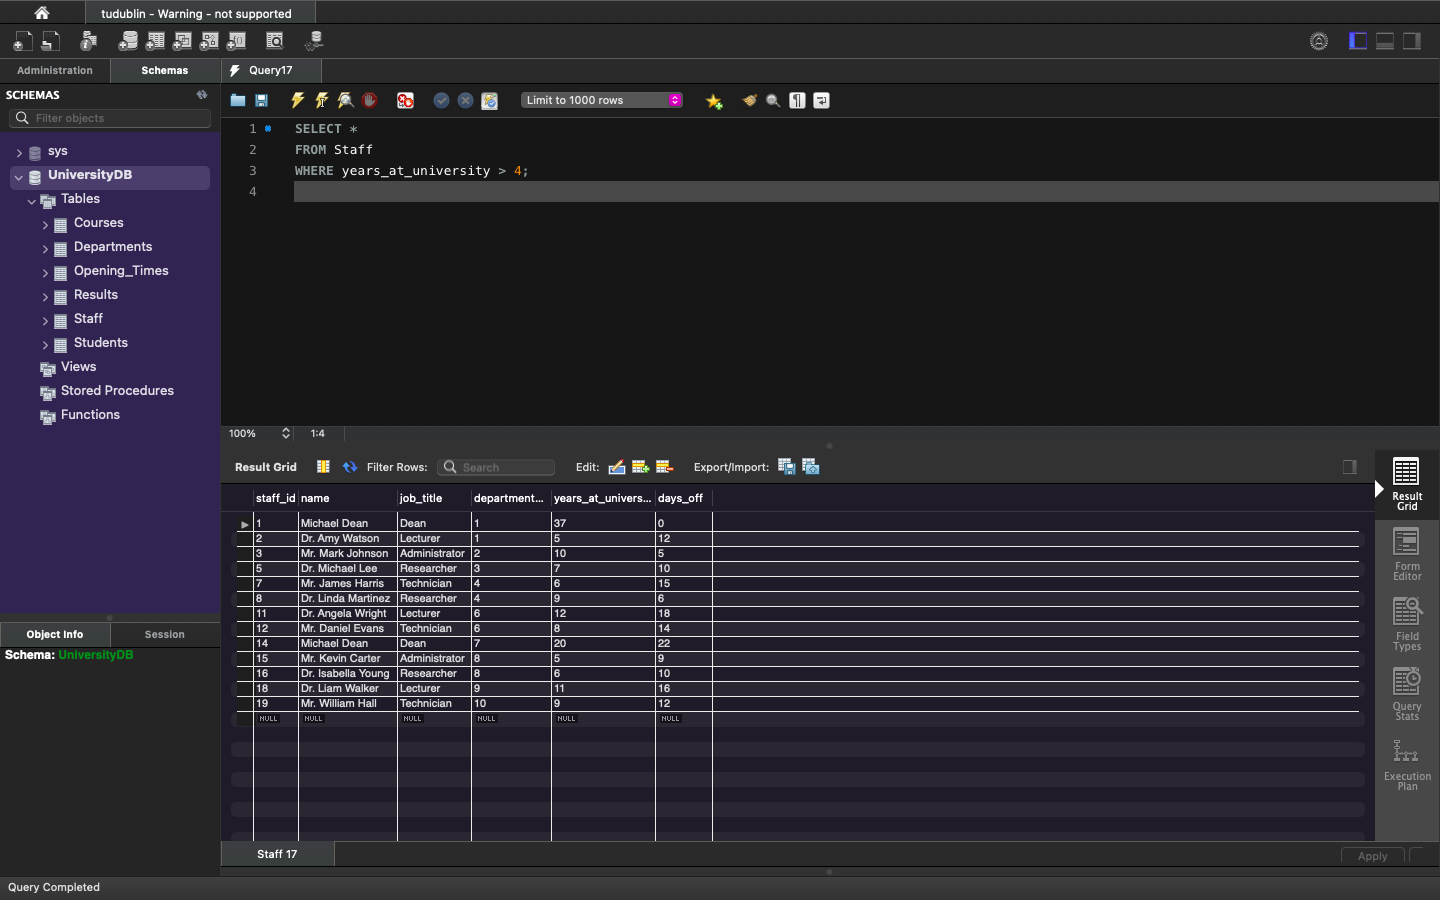 tudublin - Warning - not supported
Administration
Schemas
Query17
SCHEMAS
Filter objects
sys
UniversityDB
Tables
Courses
Departments
Opening_Times
Results
Staff
Students
Views
Stored Procedures
Functions
Object Info
Session
Schema: UniversityDB
Limit to 1000 rows
1 SELECT *
2 FROM Staff
3 WHERE years_at_university > 4;
4
100% 1:4
Result Grid Filter Rows: Search Edit: Export/Import:
staff_id name job_title department... years_at_univers... days_off
1 Michael Dean Dean 1 37 0
2 Dr. Amy Watson Lecturer 1 5 12
3 Mr. Mark Johnson Administrator 2 10 5
5 Dr. Michael Lee Researcher 3 7 10
7 Mr. James Harris Technician 4 6 15
8 Dr. Linda Martinez Researcher 4 9 6
11 Dr. Angela Wright Lecturer 6 12 18
12 Mr. Daniel Evans Technician 6 8 14
14 Michael Dean Dean 7 20 22
15 Mr. Kevin Carter Administrator 8 5 9
16 Dr. Isabella Young Researcher 8 6 10
18 Dr. Liam Walker Lecturer 9 11 16
19 Mr. William Hall Technician 10 9 12
NULL NULL NULL NULL NULL NULL
Result
Grid
Form
Editor
Field
Types
Query
Stats
Execution
Plan
Staff 17
Apply
Query Completed